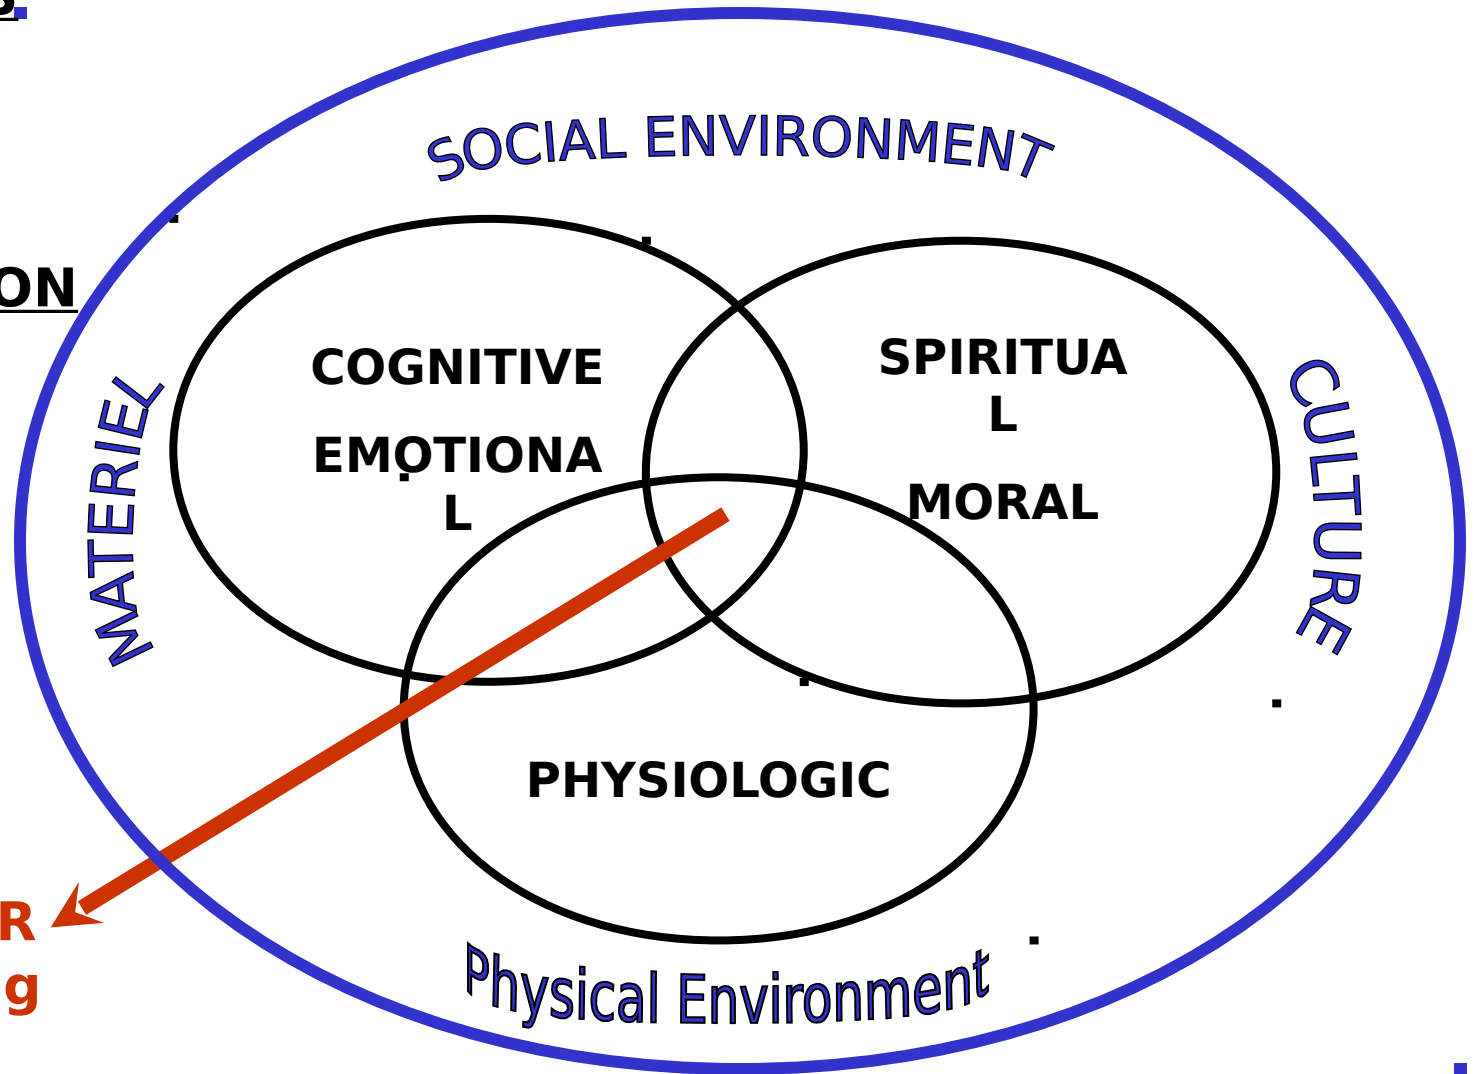 SOCIAL ENVIRONMENT
ON
COGNITIVE
EMOTIONA
L
SPIRITUA
L
MORAL
MATERIEL
CULTURE
PHYSIOLOGIC
R
g
Physical Environment